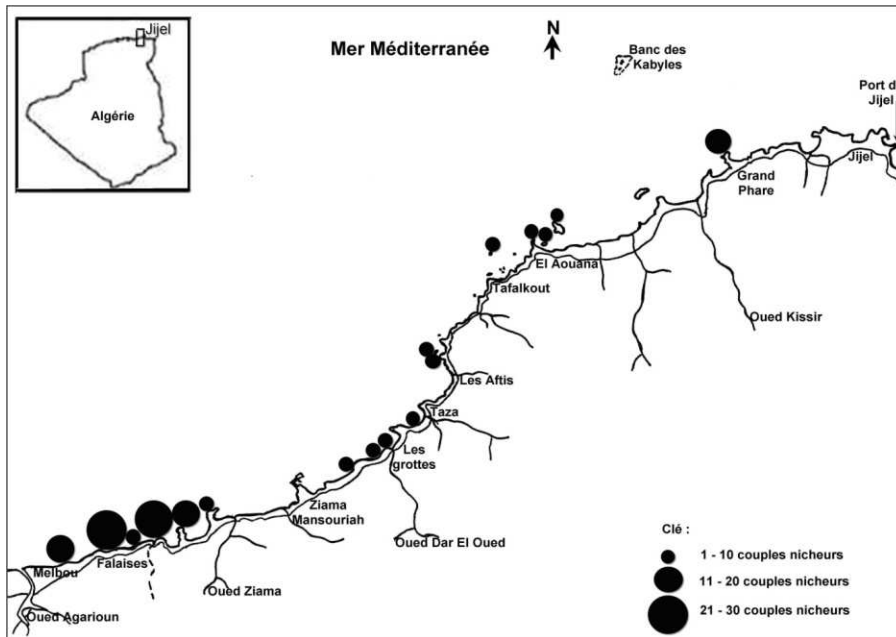 Jijel
Algérie
Mer Méditerranée
N
Banc des
Kabyles
Port d
Jijel
Jijel
Grand
Phare
El Aouana
Tafalkout
Oued Kissir
Les Aftis
Taza
Les
grottes
Ziama
Mansouriah
Oued Dar El Oued
Falaises
Melbou
Oued Ziama
Oued Agarioun
Clé :
1 - 10 couples nicheurs
11 - 20 couples nicheurs
21 - 30 couples nicheurs